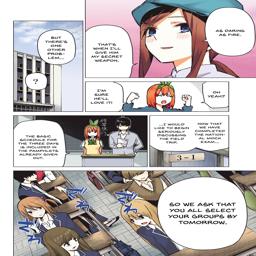 BUT
THERE'S
ONE
OTHER
PROB-
LEM...
THAT'S
WHEN I'LL
GIVE HIM
MY SECRET
WEAPON.
AS DARING
AS FIRE.
?
I'M
SURE
HE'LL
LOVE IT!
OH
YEAH!!
THE BASIC
SCHEDULE FOR
THE THREE DAYS
IS INCLUDED IN
THE PAMPHLETS
ALREADY GIVEN
OUT.
...I WOULD
LIKE TO BEGIN
SERIOUSLY
DISCUSSING
THE FIELD
TRIP.
NOW THAT WE
HAVE COMPLETED
THE NATION-
AL MOCK
EXAM...
3-1
SO WE ASK THAT
YOU ALL SELECT
YOUR GROUPS BY
TOMORROW.